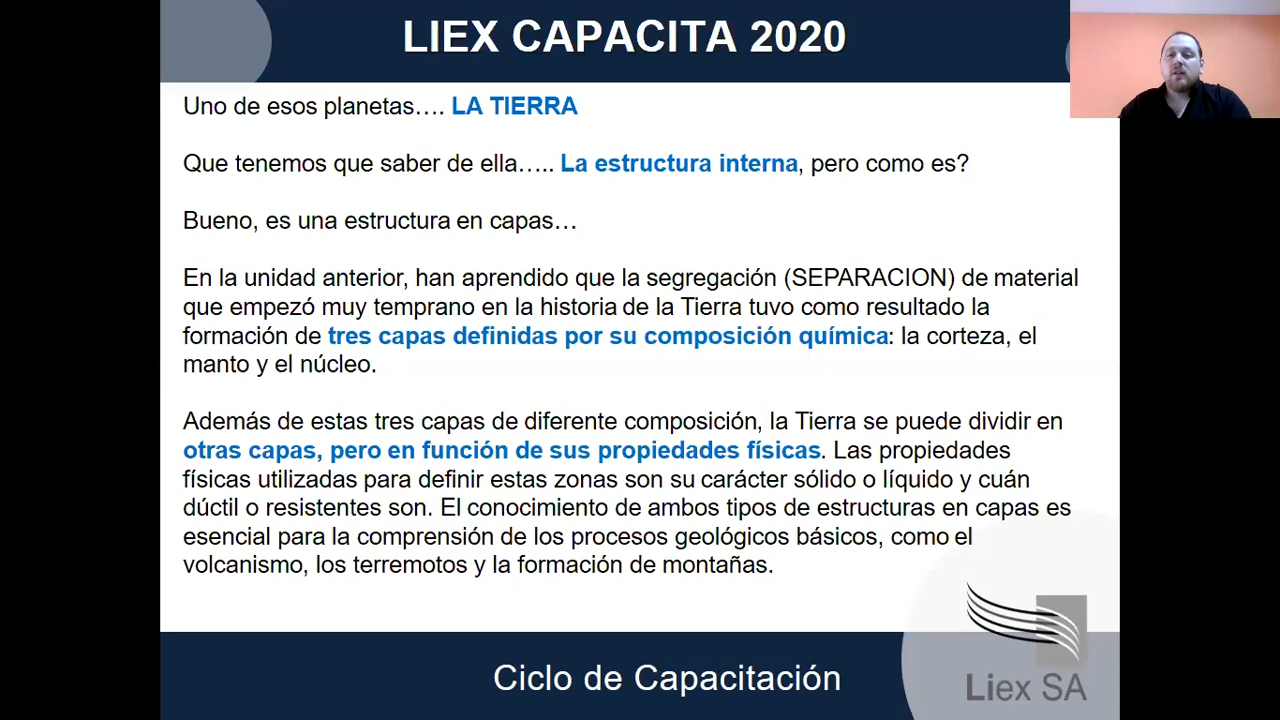 LIEX CAPACITA 2020
Uno de esos planetas…. LA TIERRA
Que tenemos que saber de ella….. La estructura interna, pero como es?
Bueno, es una estructura en capas…
En la unidad anterior, han aprendido que la segregación (SEPARACION) de material
que empezó muy temprano en la historia de la Tierra tuvo como resultado la
formación de tres capas definidas por su composición química: la corteza, el
manto y el núcleo.
Además de estas tres capas de diferente composición, la Tierra se puede dividir en
otras capas, pero en función de sus propiedades físicas. Las propiedades
físicas utilizadas para definir estas zonas son su carácter sólido o líquido y cuán
dúctil o resistentes son. El conocimiento de ambos tipos de estructuras en capas es
esencial para la comprensión de los procesos geológicos básicos, como el
volcanismo, los terremotos y la formación de montañas.
Ciclo de Capacitación
Liex SA